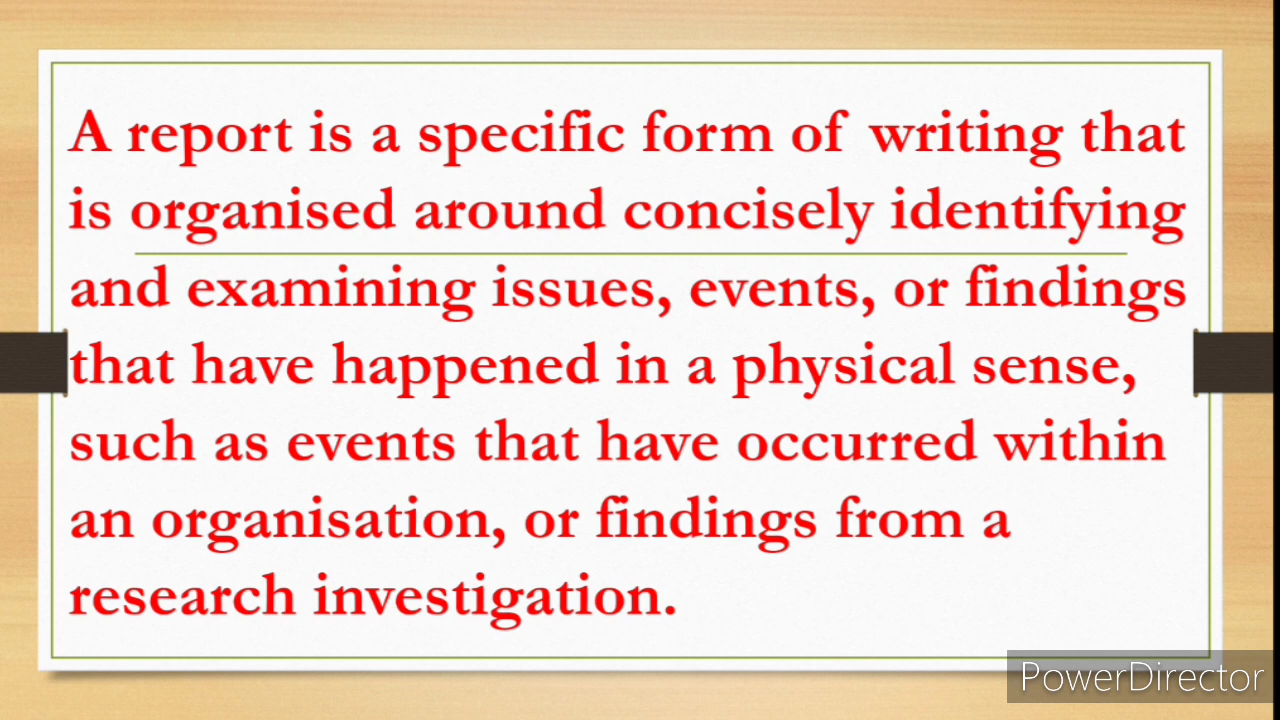 A report is a specific form of writing that
is organised around concisely identifying
and examining issues, events, or findings
that have happened in a physical sense,
such as events that have occurred within
an organisation, or findings from a
research investigation.
PowerDirector